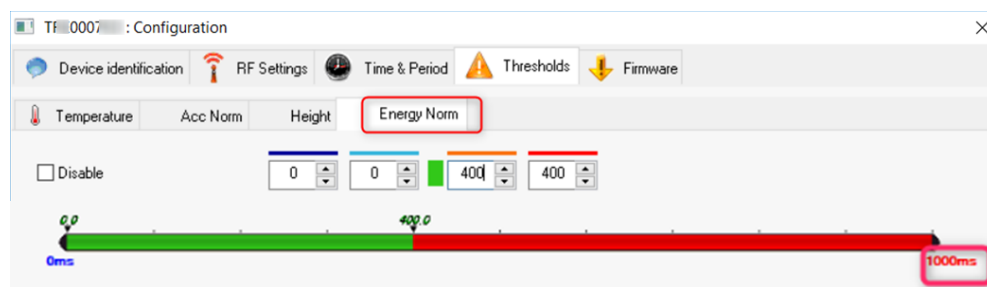 : Configuration
Device identification RF Settings Time & Period Thresholds Firmware
Temperature Acc Norm Height Energy Norm
Disable 0 0 400 400
0.0 400.0
0ms 1000ms